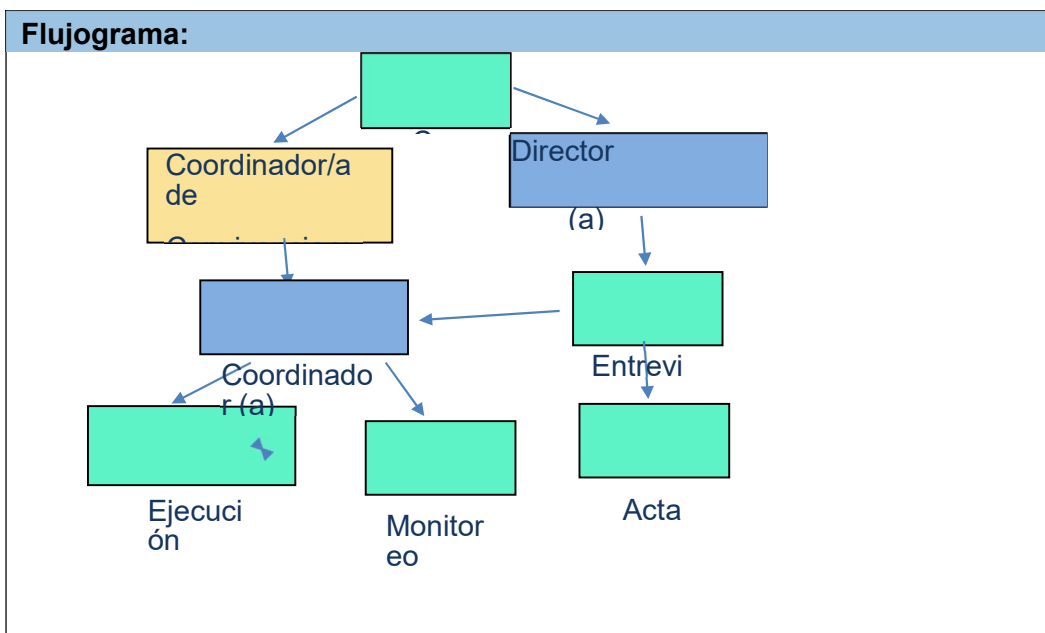 Flujograma:
Coordinador/a
de
Director
(a)
Coordinado
r (a)
Entrevi
Ejecuci
ón
Monitor
eo
Acta